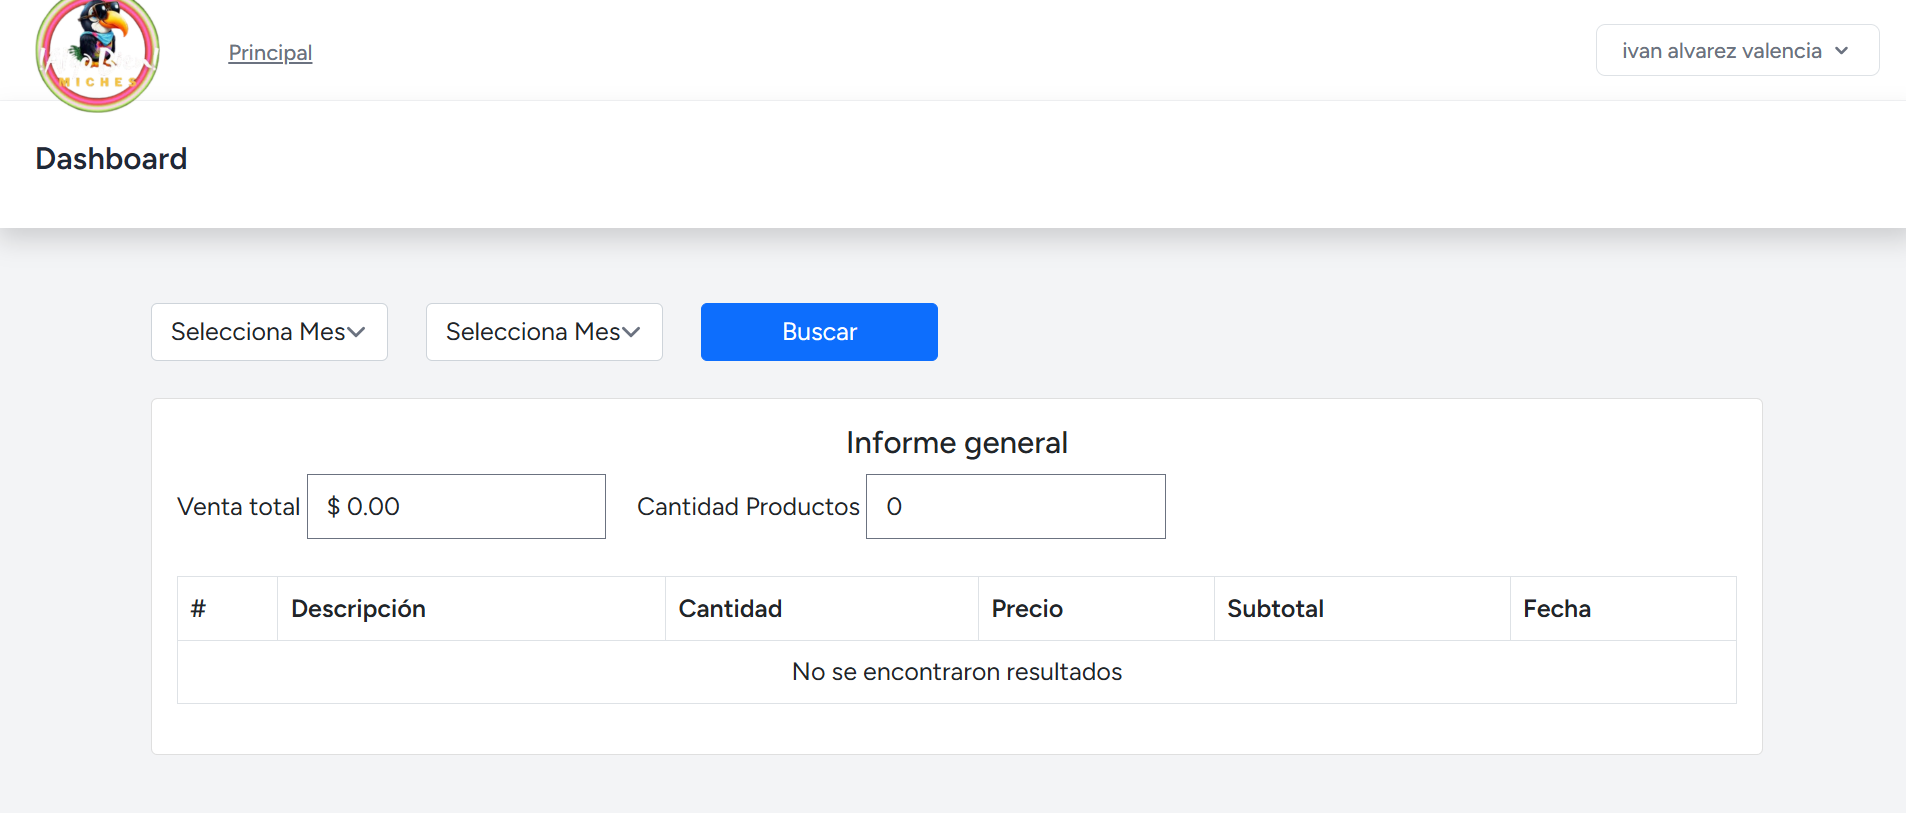 MICHES
Principal
ivan alvarez valencia
Dashboard
Selecciona Mes
Selecciona Mes
Buscar
Informe general
Venta total $ 0.00 Cantidad Productos 0
# Descripción Cantidad Precio Subtotal Fecha
No se encontraron resultados